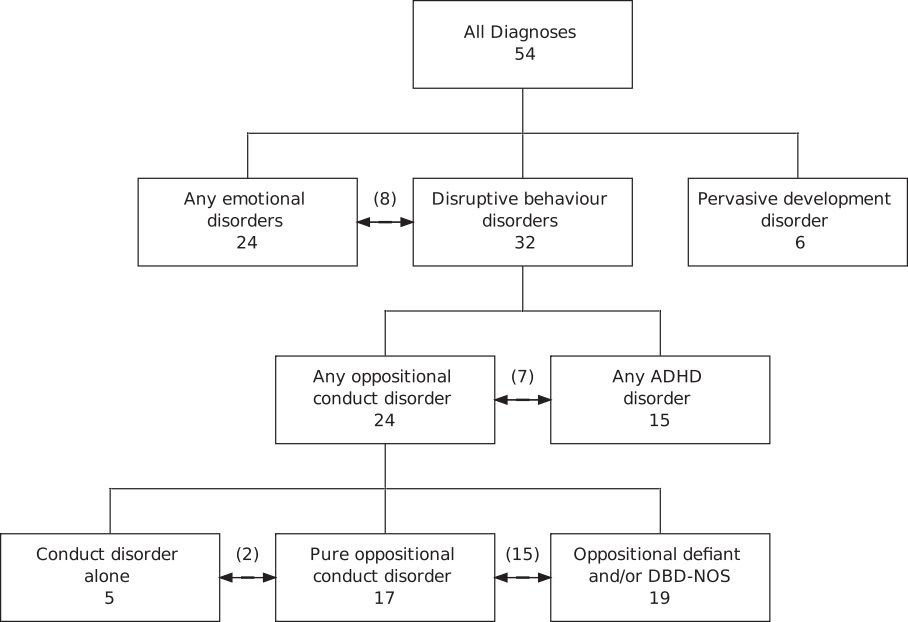 All Diagnoses
54
Any emotional
disorders
24
(8)
Disruptive behaviour
disorders
32
Pervasive development
disorder
6
Any oppositional
conduct disorder
24
(7)
Any ADHD
disorder
15
Conduct disorder
alone
5
(2)
Pure oppositional
conduct disorder
17
(15)
Oppositional defiant
and/or DBD-NOS
19